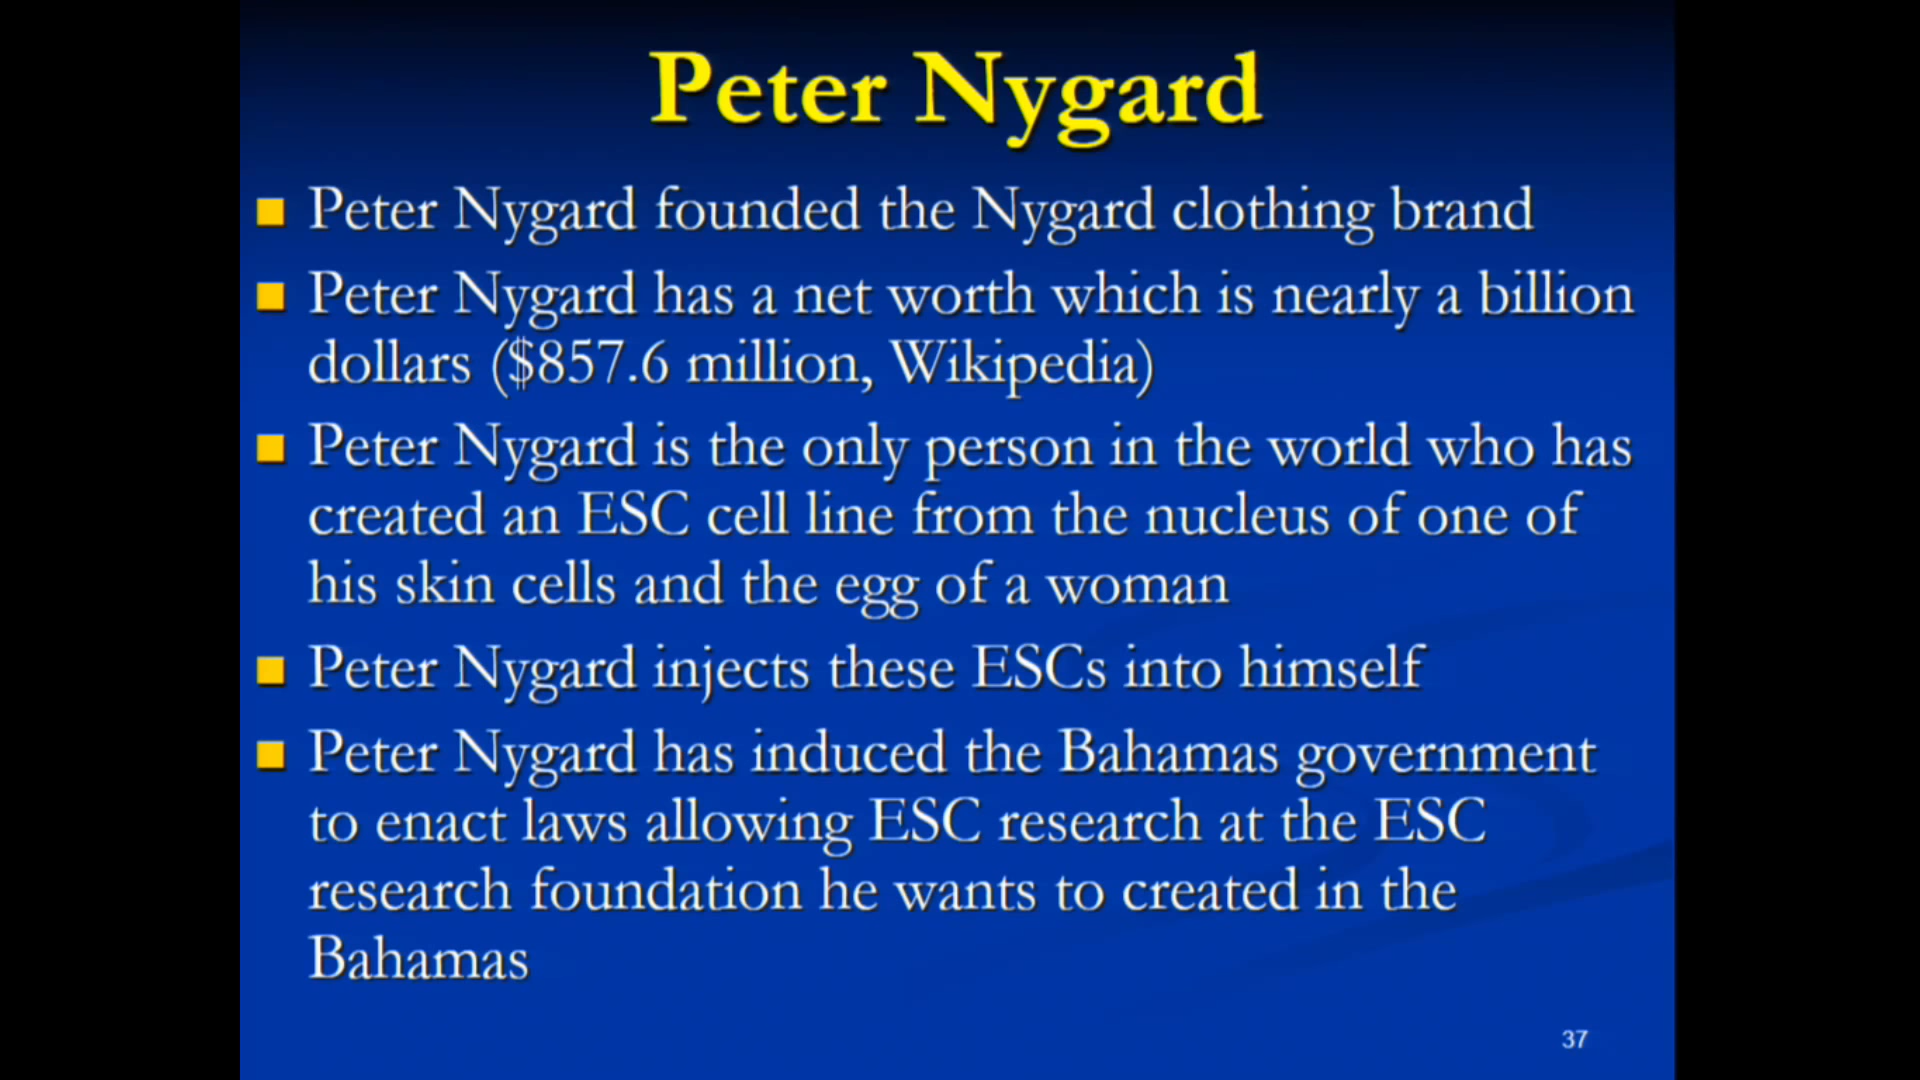 Peter Nygard
Peter Nygard founded the Nygard clothing brand
Peter Nygard has a net worth which is nearly a billion
dollars ($857.6 million, Wikipedia)
Peter Nygard is the only person in the world who has
created an ESC cell line from the nucleus of one of
his skin cells and the egg of a woman
Peter Nygard injects these ESCs into himself
Peter Nygard has induced the Bahamas government
to enact laws allowing ESC research at the ESC
research foundation he wants to created in the
Bahamas
37